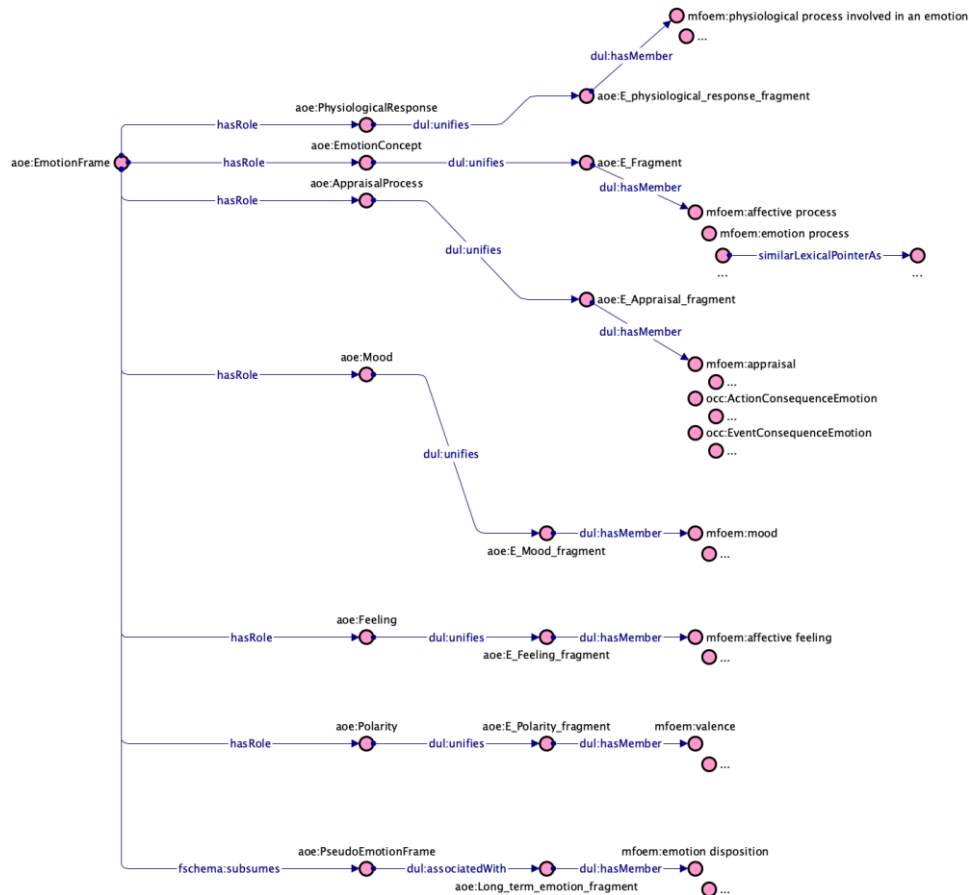 mfoem:physiological process involved in an emotion
...
dul:hasMember
aoe:E_physiological_response_fragment
aoe:PhysiologicalResponse
hasRole
dul:unifies
aoe:EmotionConcept
aoe:EmotionFrame
hasRole
dul:unifies
aoe:E_Fragment
aoe:AppraisalProcess
dul:hasMember
hasRole
mfoem:affective process
mfoem:emotion process
dul:unifies
similarLexicalPointerAs
...
...
aoe:E_Appraisal_fragment
dul:hasMember
aoe:Mood
mfoem:appraisal
hasRole
...
occ:ActionConsequenceEmotion
...
occ:EventConsequenceEmotion
dul:unifies
...
dul:hasMember
mfoem:mood
aoe:E_Mood_fragment
...
aoe:Feeling
hasRole
dul:unifies
dul:hasMember
mfoem:affective feeling
aoe:E_Feeling_fragment
...
aoe:Polarity
aoe:E_Polarity_fragment
mfoem:valence
hasRole
dul:unifies
dul:hasMember
...
aoe:PseudoEmotionFrame
mfoem:emotion disposition
fschema:subsumes
dul:associatedWith
dul:hasMember
aoe:Long_term_emotion_fragment
...